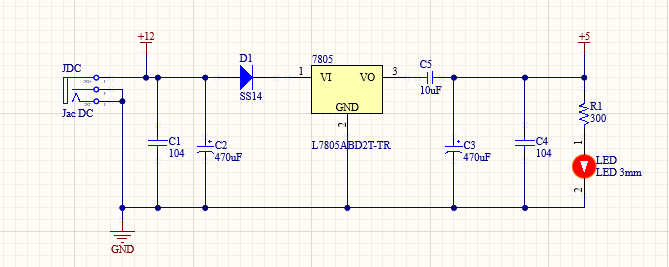 +12
+5
JDC
D1
7805
C5
1
VI
VO
3
SS14
10uF
GND
Jac DC
2
R1
300
C1
104
C2
470uF
L7805ABD2T-TR
C3
470uF
C4
104
1
LED
LED 3mm
2
GND